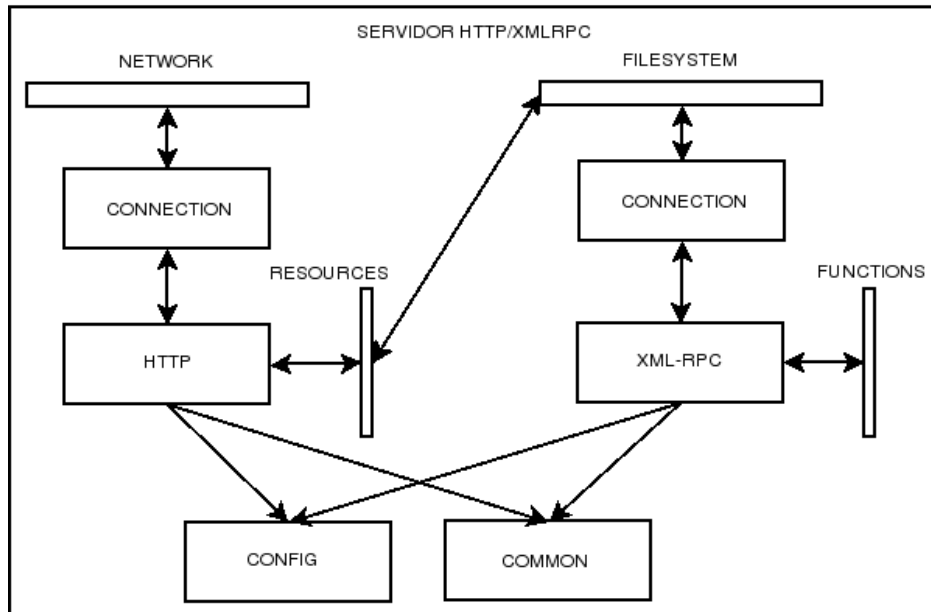 SERVIDOR HTTP/XMLRPC
NETWORK
FILESYSTEM
CONNECTION
CONNECTION
RESOURCES
FUNCTIONS
HTTP
XML-RPC
CONFIG
COMMON